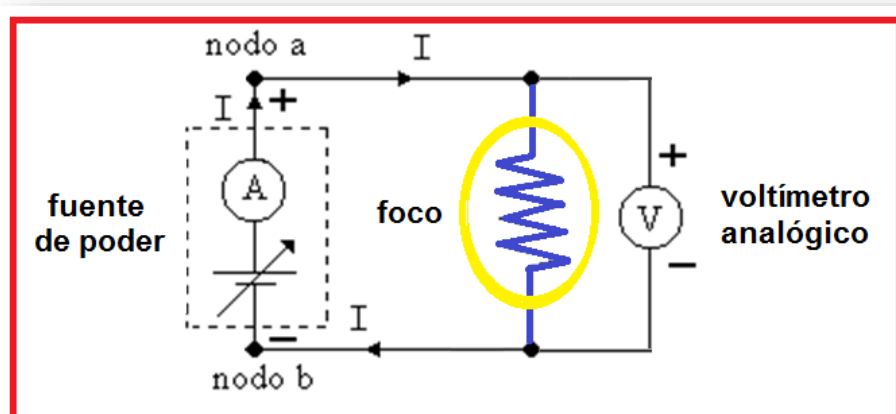 nodo a
I
I
+
A
fuente
de poder
foco
+
V
−
voltímetro
analógico
I
−
nodo b